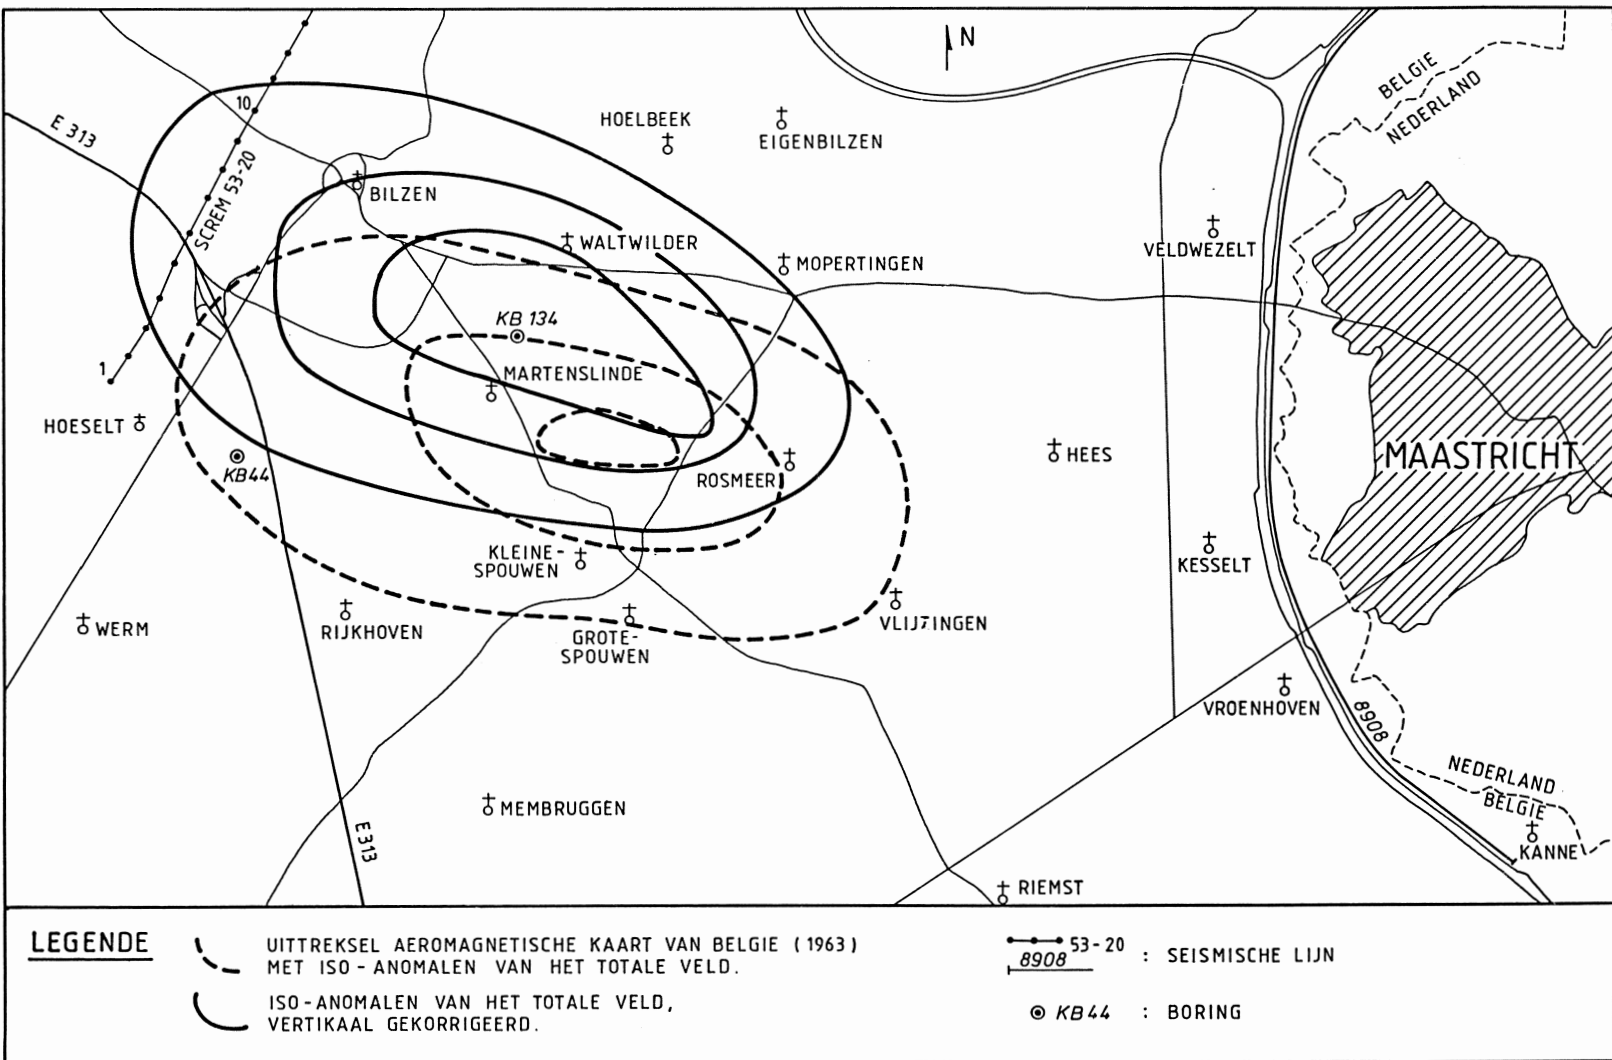 N
BELGIE
NEDERLAND
E 313
10
SCREM 53-20
1
HOELBEEK
EIGENBILZEN
BILZEN
WALTWILDER
MOPERTINGEN
VELDWEZELT
KB 134
MARTENSLINDE
HOESELT
KB44
ROSMEER
HEES
MAASTRICHT
KLEINE-
SPOUWEN
KESSELT
WERM
RIJKHOVEN
GROTE-
SPOUWEN
VLIJTINGEN
VROENHOVEN
8908
NEDERLAND
BELGIE
KANNE
MEMBRUGGEN
E313
RIEMST
LEGENDE
UITTREKSEL AEROMAGNETISCHE KAART VAN BELGIE (1963)
MET ISO-ANOMALEN VAN HET TOTALE VELD.
ISO-ANOMALEN VAN HET TOTALE VELD,
VERTIKAAL GEKORRIGEERD.
53-20
8908 : SEISMISCHE LIJN
KB44 : BORING